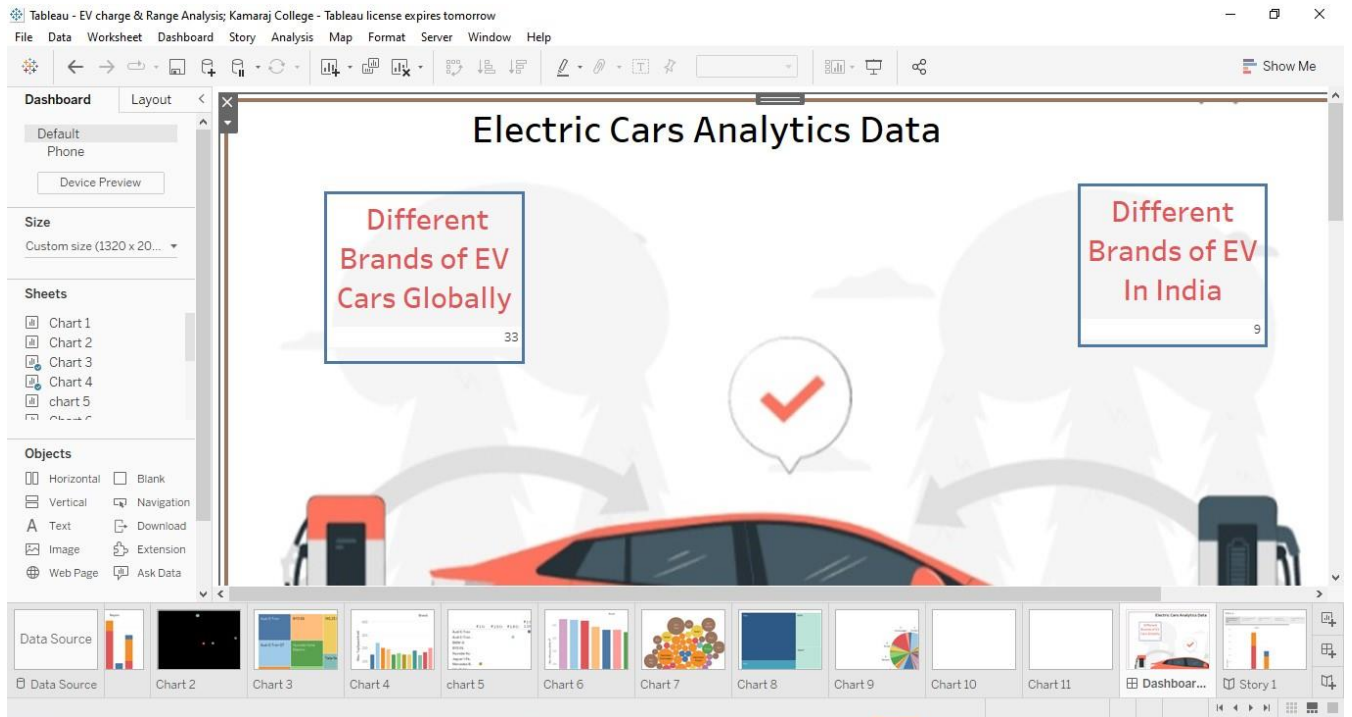 Tableau - EV charge & Range Analysis; Kamaraj College - Tableau license expires tomorrow
File Data Worksheet Dashboard Story Analysis Map Format Server Window Help
Show Me
Dashboard Layout
Default
Phone
Device Preview
Size
Custom size (1320 x 20...
Sheets
Chart 1
Chart 2
Chart 3
Chart 4
chart 5
Objects
Horizontal Blank
Vertical Navigation
Text Download
Image Extension
Web Page Ask Data
Electric Cars Analytics Data
Different
Brands of EV
Cars Globally
33
Different
Brands of EV
In India
9
Data Source
Data Source Chart 2 Chart 3 Chart 4 chart 5 Chart 6 Chart 7 Chart 8 Chart 9 Chart 10 Chart 11 Dashboar... Story 1